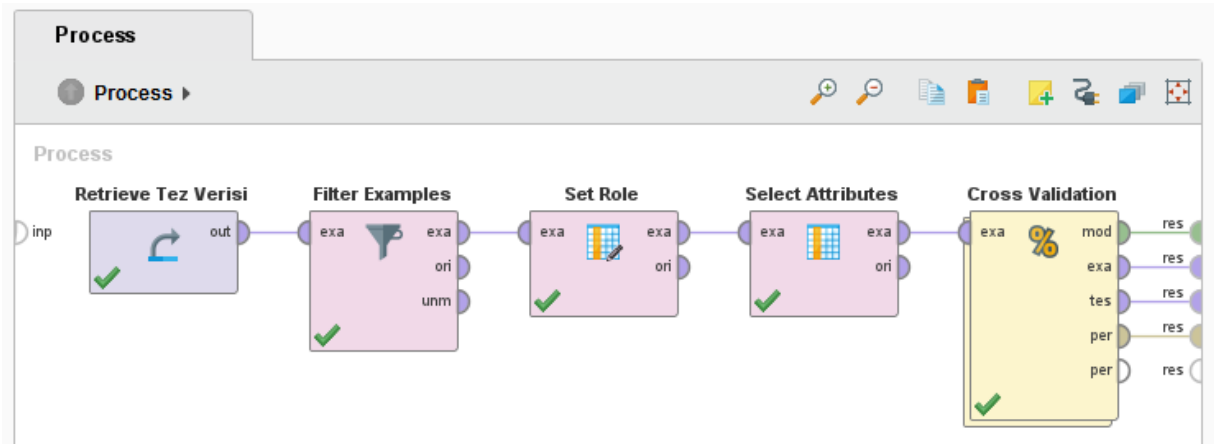 Process
Process
Process
Retrieve Tez Verisi
Filter Examples
Set Role
Select Attributes
Cross Validation
inp
out
exa
exa
ori
unm
exa
exa
ori
exa
exa
ori
exa
%
mod
exa
tes
per
per
res
res
res
res
res